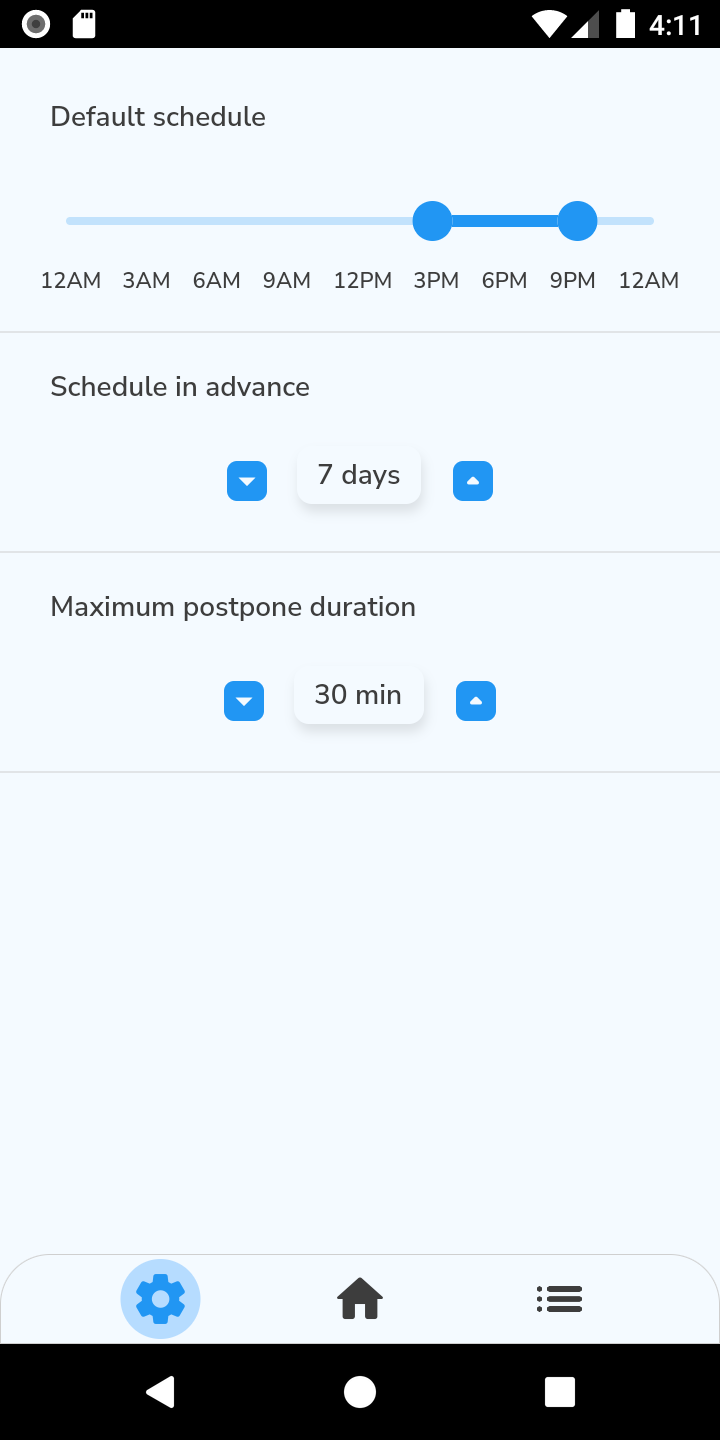 4:11
Default schedule
12AM 3AM 6AM 9AM 12PM 3PM 6PM 9PM 12AM
Schedule in advance
7 days
Maximum postpone duration
30 min